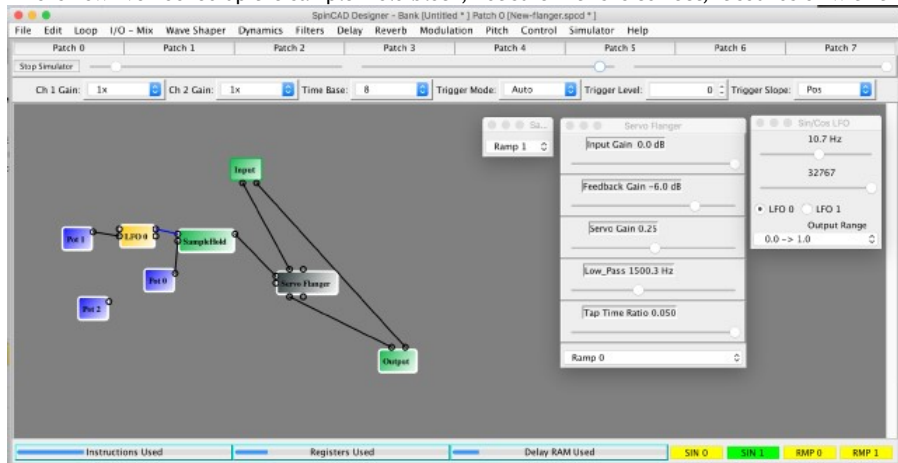 SpinCAD Designer - Bank [Untitled * ] Patch 0 [New-flanger.spcd * ]
File Edit Loop I/O - Mix Wave Shaper Dynamics Filters Delay Reverb Modulation Pitch Control Simulator Help
Patch 0 Patch 1 Patch 2 Patch 3 Patch 4 Patch 5 Patch 6 Patch 7
Stop Simulator
Ch 1 Gain: 1x Ch 2 Gain: 1x Time Base: 8 Trigger Mode: Auto Trigger Level: 0 Trigger Slope: Pos
Sa...
Ramp 1
Servo Flanger
Input Gain 0.0 dB
Feedback Gain -6.0 dB
Servo Gain 0.25
Low_Pass 1500.3 Hz
Tap Time Ratio 0.050
Ramp 0
Sin/Cos LFO
10.7 Hz
32767
LFO 0 LFO 1
Output Range
0.0 -> 1.0
Input
Pot 1
LFO 0
SampleHold
Pot 0
Servo Flanger
Pot 2
Output
Instructions Used Registers Used Delay RAM Used SIN 0 SIN 1 RMP 0 RMP 1